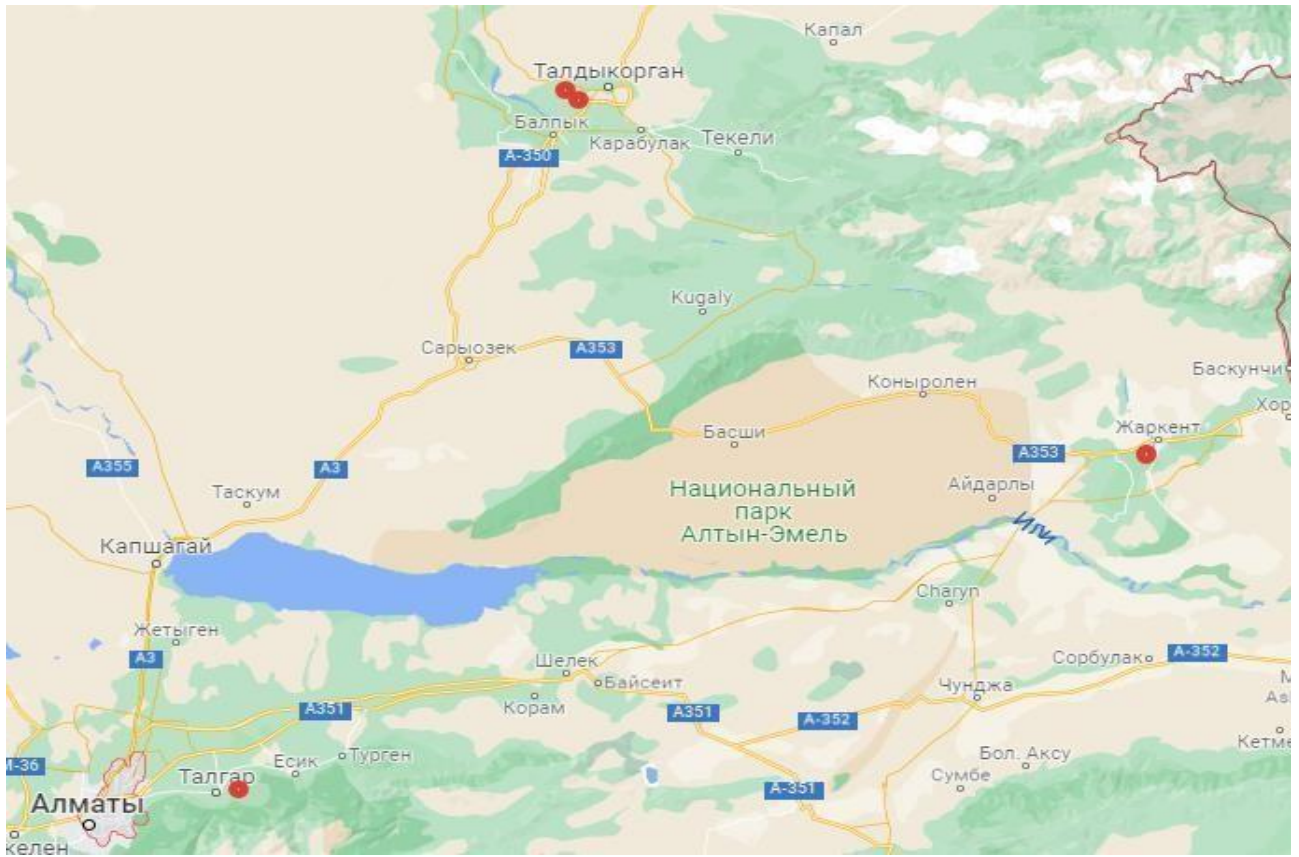 Капал
Талдыкорган
Балпык
Карабулак
Текели
А-350
Kugaly
Сарыозек
А353
Баскунчи
Коныролен
Хор
Басши
Жаркент
А353
А355
А3
Таскум
Национальный
парк
Алтын-Эмель
Айдарлы
Или
Капшагай
Charyn
Жетыген
А3
Шелек
Байсеит
Сорбулак
А-352
Корам
Чунджа
А351
А351
А-352
М-36
Есик
Турген
Бол. Аксу
Кетме
Талгар
Сумбе
Алматы
А-351
келен